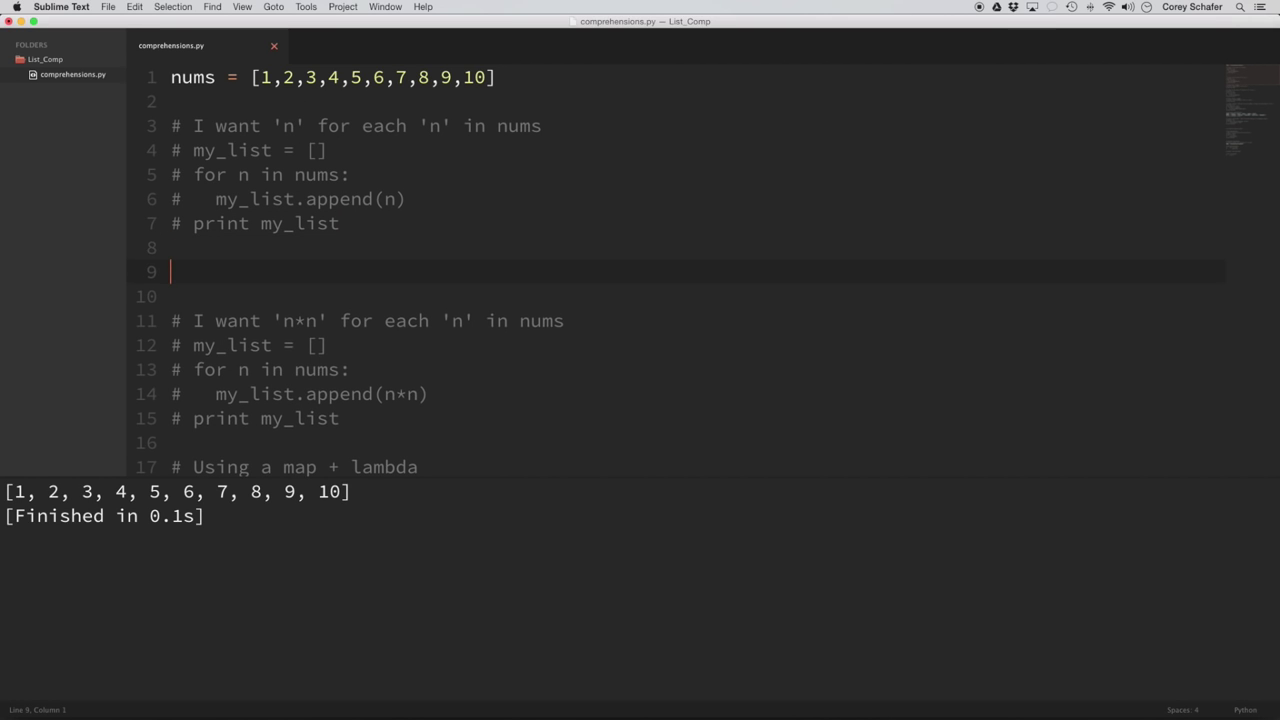 Sublime Text File Edit Selection Find View Goto Tools Project Window Help Corey Schafer
comprehensions.py — List_Comp
FOLDERS
List_Comp
comprehensions.py
comprehensions.py ×
1 nums = [1,2,3,4,5,6,7,8,9,10]
2
3 # I want 'n' for each 'n' in nums
4 # my_list = []
5 # for n in nums:
6 #   my_list.append(n)
7 # print my_list
8
9
10
11 # I want 'n*n' for each 'n' in nums
12 # my_list = []
13 # for n in nums:
14 #   my_list.append(n*n)
15 # print my_list
16
17 # Using a map + lambda
[1, 2, 3, 4, 5, 6, 7, 8, 9, 10]
[Finished in 0.1s]
Line 9, Column 1 Spaces: 4 Python